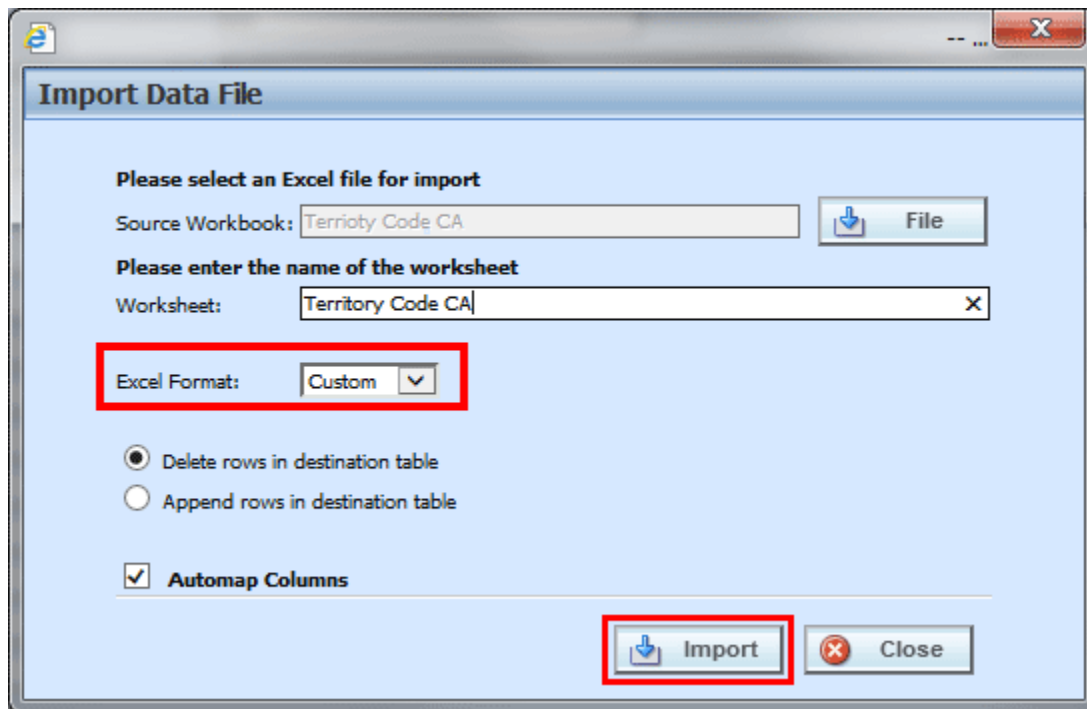 -- ...
Import Data File
Please select an Excel file for import
Source Workbook: Terrioty Code CA File
Please enter the name of the worksheet
Worksheet: Territory Code CA
Excel Format: Custom
Delete rows in destination table
Append rows in destination table
Automap Columns
Import Close